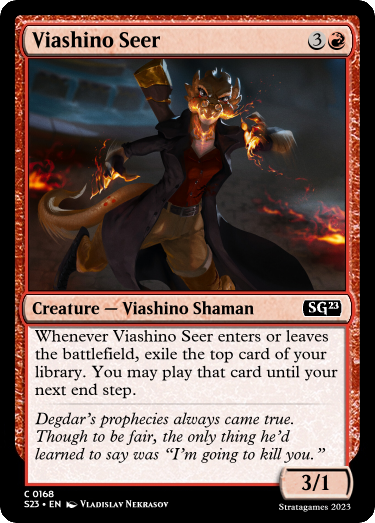 Viashino Seer 3
Creature — Viashino Shaman SG23
Whenever Viashino Seer enters or leaves
the battlefield, exile the top card of your
library. You may play that card until your
next end step.
Degdar's prophecies always came true.
Though to be fair, the only thing he'd
learned to say was “I'm going to kill you.”
3/1
C 0168
S23 • EN Vladislav Nekrasov
Stratagames 2023